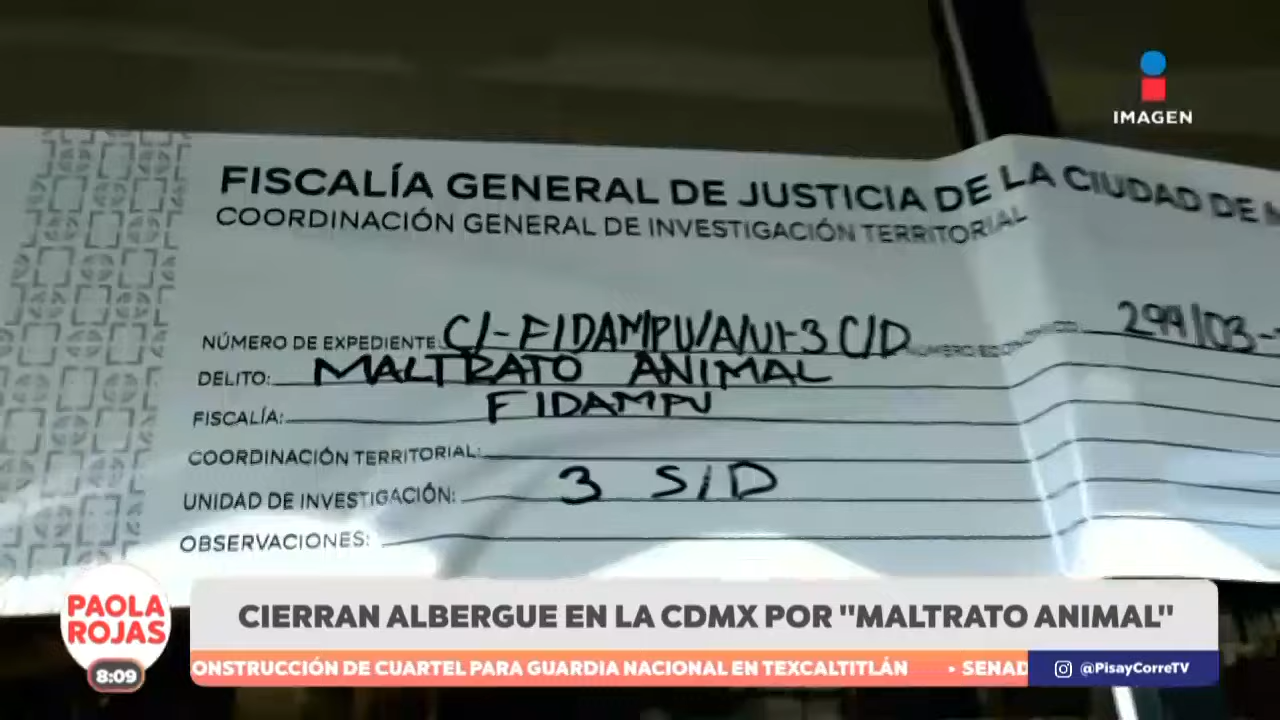 IMAGEN
FISCALÍA GENERAL DE JUSTICIA DE LA CIUDAD DE
COORDINACIÓN GENERAL DE INVESTIGACIÓN TERRITORIAL
NÚMERO DE EXPEDIENTE: C/-FIDAMPU/A/UI-3 C/D 299/03-
DELITO: MALTRATO ANIMAL
FISCALÍA: FIDAMPU
COORDINACIÓN TERRITORIAL:
UNIDAD DE INVESTIGACIÓN: 3 S/D
OBSERVACIONES:
PAOLA
ROJAS
8:09
CIERRAN ALBERGUE EN LA CDMX POR "MALTRATO ANIMAL"
ONSTRUCCIÓN DE CUARTEL PARA GUARDIA NACIONAL EN TEXCALTITLÁN • SENAD
@PisayCorreTV